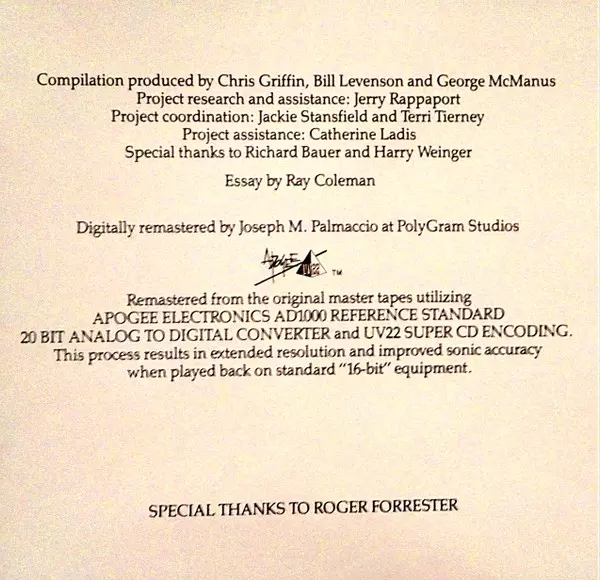 Compilation produced by Chris Griffin, Bill Levenson and George McManus
Project research and assistance: Jerry Rappaport
Project coordination: Jackie Stansfield and Terri Tierney
Project assistance: Catherine Ladis
Special thanks to Richard Bauer and Harry Weinger
Essay by Ray Coleman
Digitally remastered by Joseph M. Palmaccio at PolyGram Studios
APOGEE UV22 ™
Remastered from the original master tapes utilizing
APOGEE ELECTRONICS AD1000 REFERENCE STANDARD
20 BIT ANALOG TO DIGITAL CONVERTER and UV22 SUPER CD ENCODING.
This process results in extended resolution and improved sonic accuracy
when played back on standard "16-bit" equipment.
SPECIAL THANKS TO ROGER FORRESTER